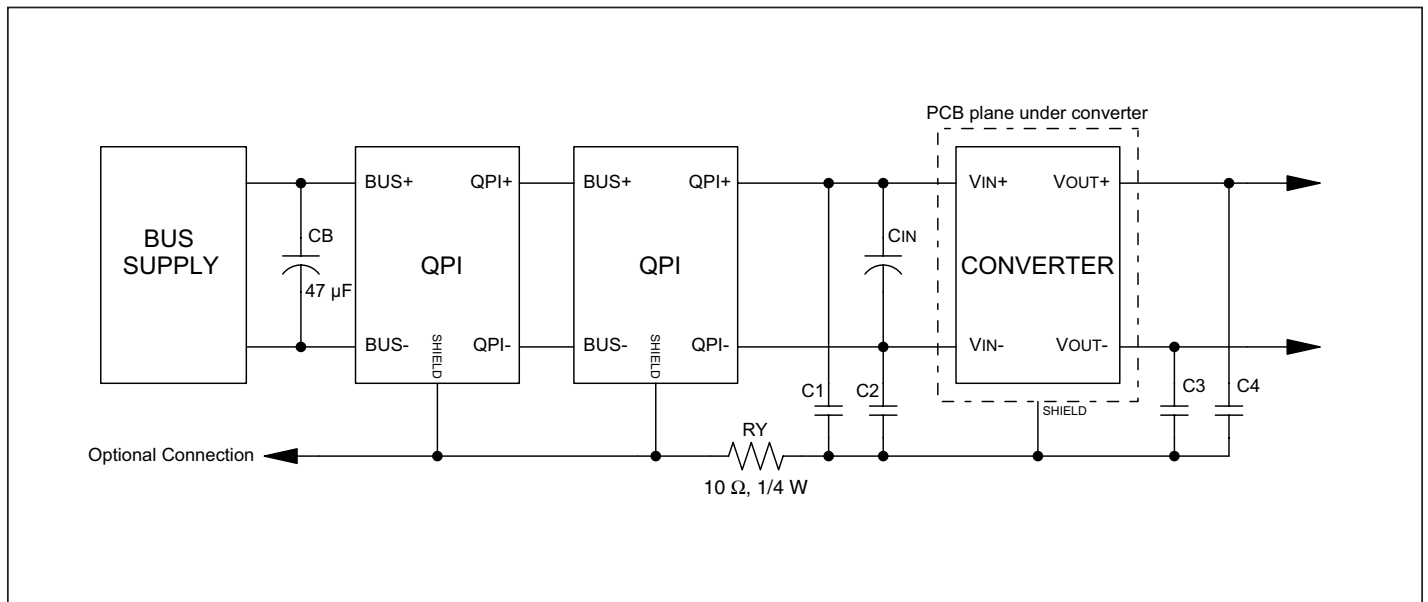 PCB plane under converter
BUS
SUPPLY
CB
47 µF
BUS+
QPI+
QPI
BUS-
SHIELD
QPI-
BUS+
QPI+
QPI
BUS-
SHIELD
QPI-
CIN
VIN+
VOUT+
CONVERTER
VIN-
VOUT-
C1
C2
SHIELD
C3
C4
Optional Connection
RY
10 Ω, 1/4 W